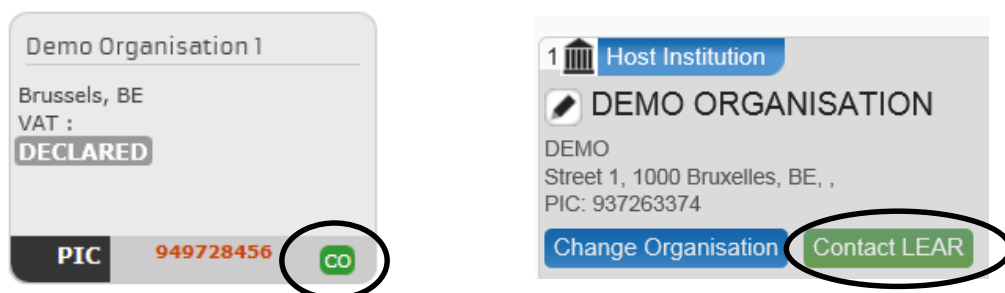 Demo Organisation 1
Brussels, BE
VAT :
DECLARED
PIC 949728456 CO
1 Host Institution
DEMO ORGANISATION
DEMO
Street 1, 1000 Bruxelles, BE, ,
PIC: 937263374
Change Organisation Contact LEAR